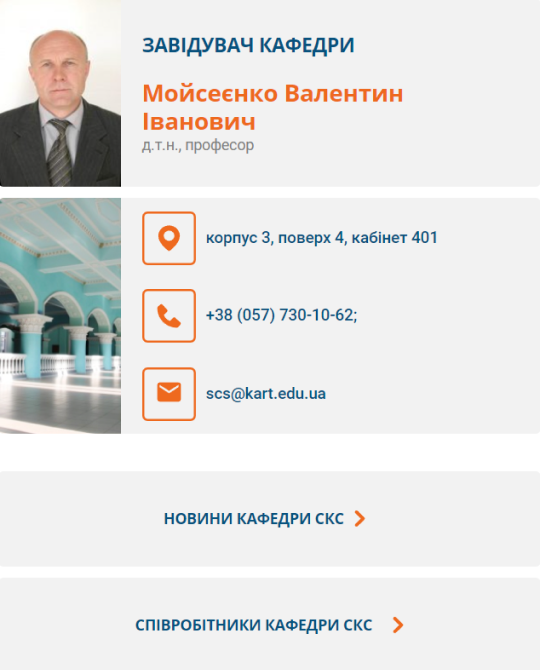 ЗАВІДУВАЧ КАФЕДРИ
Мойсеєнко Валентин
Іванович
д.т.н., професор
корпус 3, поверх 4, кабінет 401
+38 (057) 730-10-62;
scs@kart.edu.ua
НОВИНИ КАФЕДРИ СКС
СПІВРОБІТНИКИ КАФЕДРИ СКС